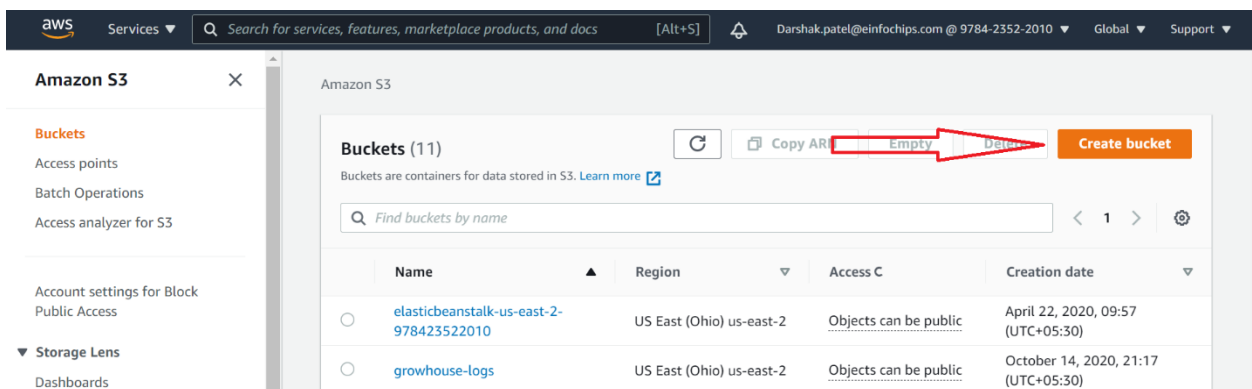 aws Services ▼ Search for services, features, marketplace products, and docs [Alt+S] Darshak.patel@einfochips.com @ 9784-2352-2010 ▼ Global ▼ Support ▼
Amazon S3
Buckets
Access points
Batch Operations
Access analyzer for S3
Account settings for Block
Public Access
▼ Storage Lens
Dashboards
Amazon S3
Buckets (11)
Copy ARN Empty Delete Create bucket
Buckets are containers for data stored in S3. Learn more
Find buckets by name
< 1 >
Name ▲ Region ▽ Access C Creation date ▽
elasticbeanstalk-us-east-2-
978423522010 US East (Ohio) us-east-2 Objects can be public April 22, 2020, 09:57
(UTC+05:30)
growhouse-logs US East (Ohio) us-east-2 Objects can be public October 14, 2020, 21:17
(UTC+05:30)